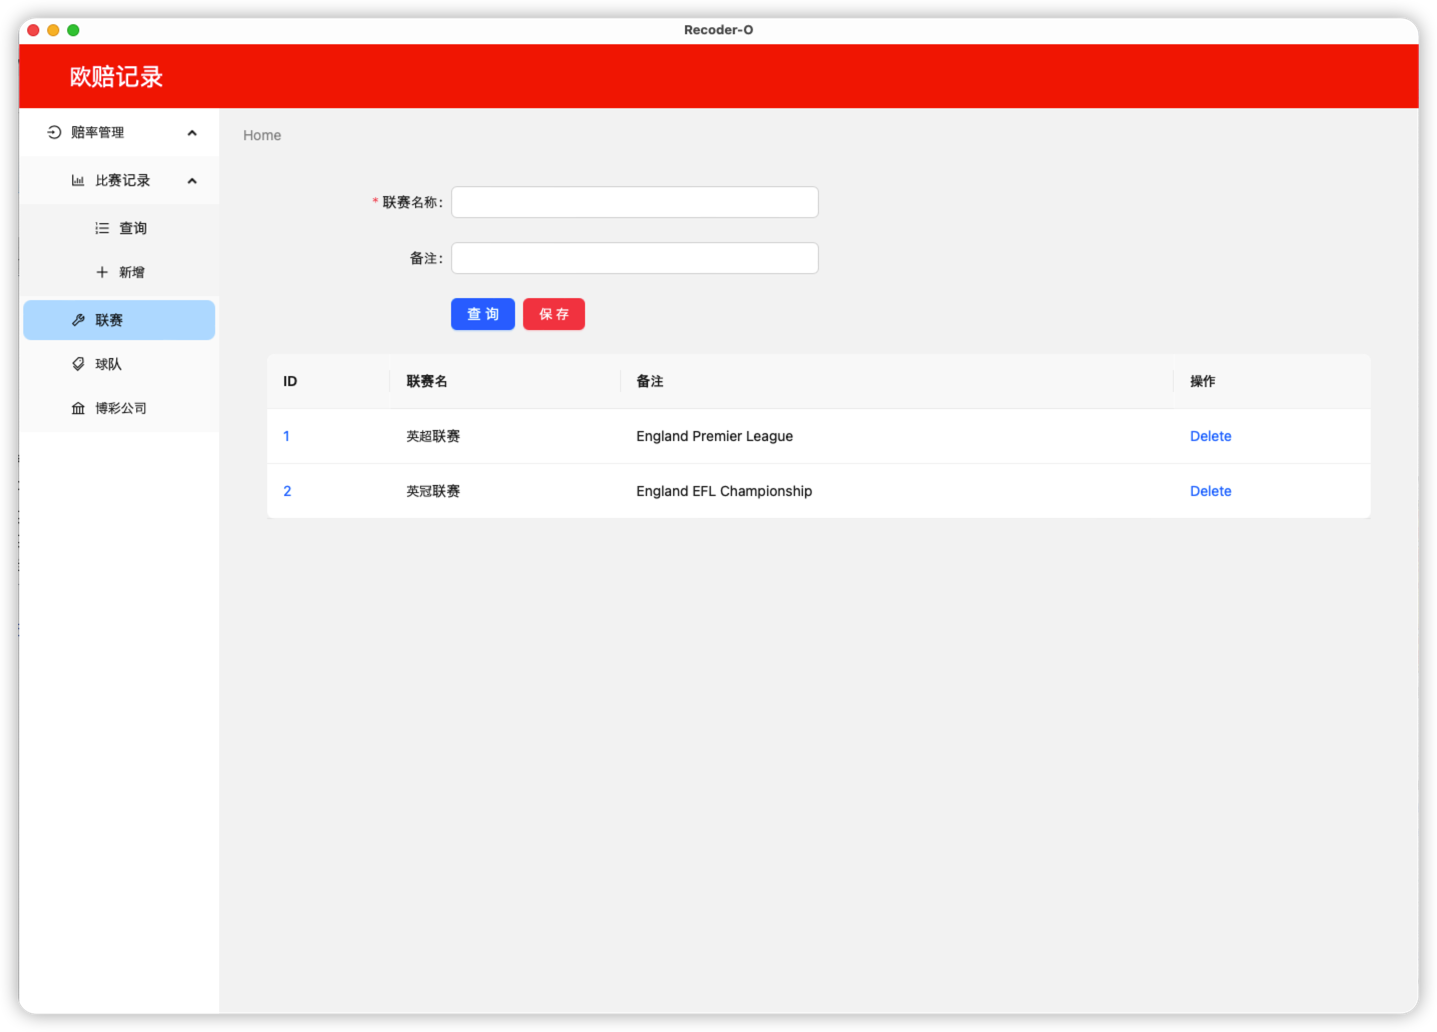 Recoder-O
欧赔记录
赔率管理
比赛记录
查询
新增
联赛
球队
博彩公司
Home
* 联赛名称:
备注:
查 询 保 存
ID 联赛名 备注 操作
1 英超联赛 England Premier League Delete
2 英冠联赛 England EFL Championship Delete